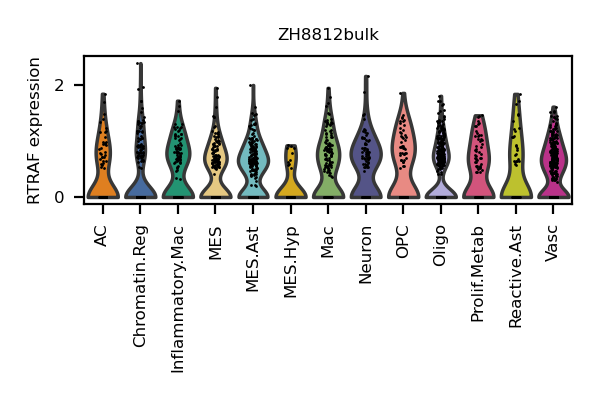 ZH8812bulk
RTRAF expression
2
0
AC
Chromatin.Reg
Inflammatory.Mac
MES
MES.Ast
MES.Hyp
Mac
Neuron
OPC
Oligo
Prolif.Metab
Reactive.Ast
Vasc